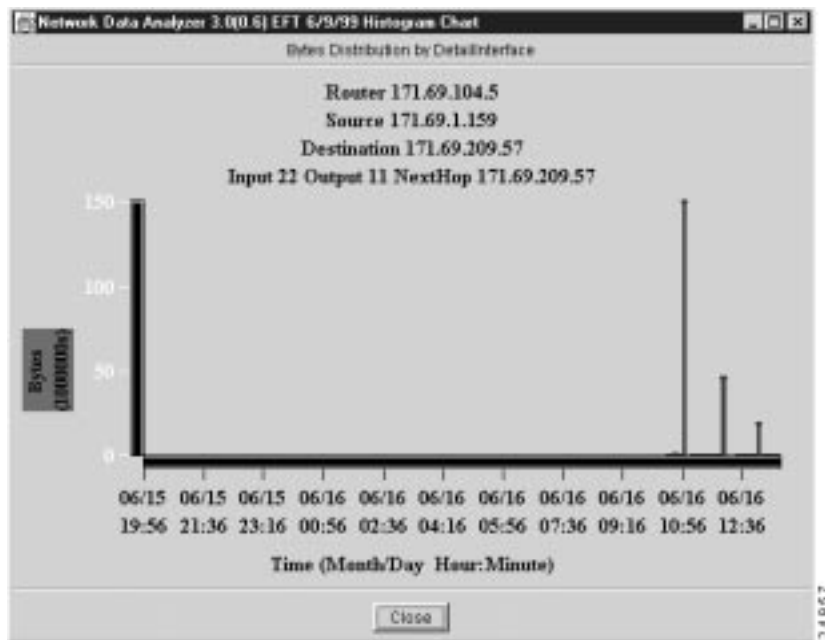 Network Data Analyzer 3.0(0.6) EFT 6/9/99 Histogram Chart
Bytes Distribution by DetailInterface
Router 171.69.104.5
Source 171.69.1.159
Destination 171.69.209.57
Input 22 Output 11 NextHop 171.69.209.57
150
100
50
0
Bytes
(1000000s)
06/15 06/15 06/15 06/16 06/16 06/16 06/16 06/16 06/16 06/16 06/16
19:56 21:36 23:16 00:56 02:36 04:16 05:56 07:36 09:16 10:56 12:36
Time (Month/Day Hour:Minute)
Close